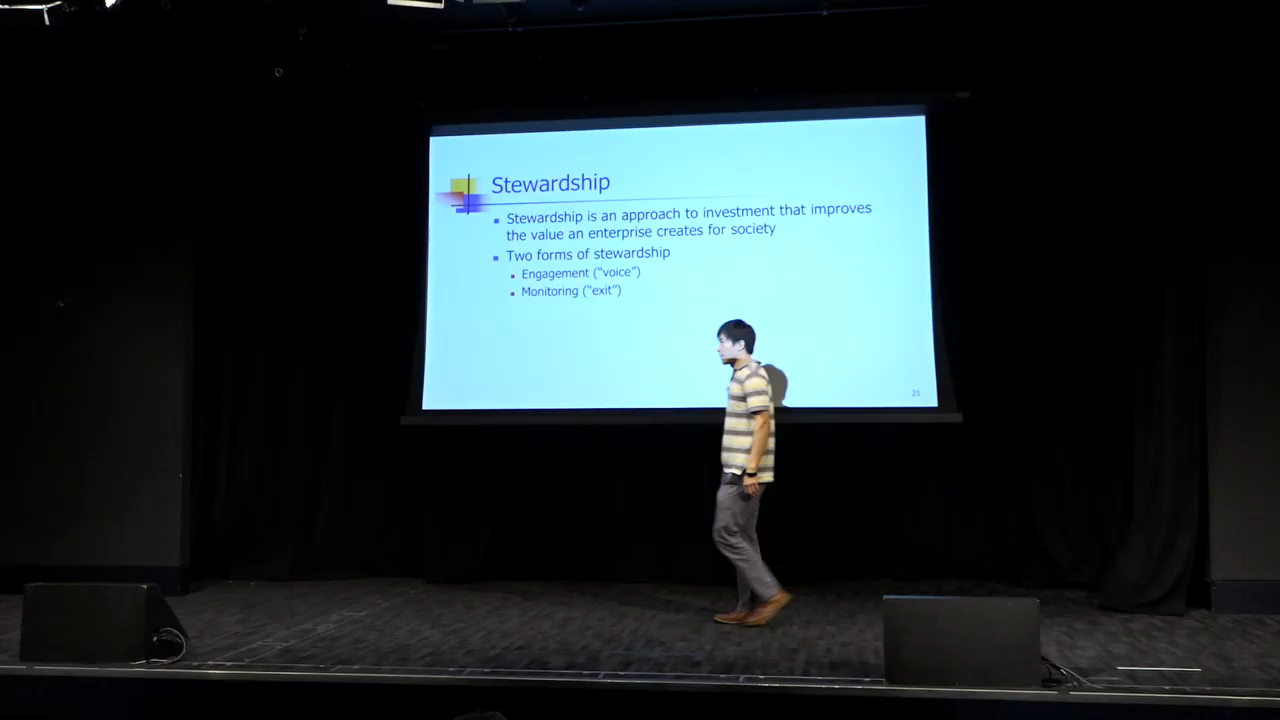 Stewardship
Stewardship is an approach to investment that improves
the value an enterprise creates for society
Two forms of stewardship
Engagement (“voice”)
Monitoring (“exit”)
21